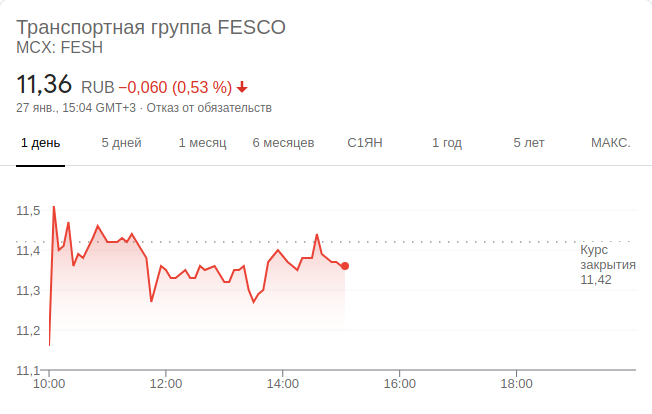 Транспортная группа FESCO
MCX: FESH
11,36 RUB −0,060 (0,53 %)
27 янв., 15:04 GMT+3 · Отказ от обязательств
1 день 5 дней 1 месяц 6 месяцев С1ЯН 1 год 5 лет МАКС.
11,5
11,4
11,3
11,2
11,1
Курс
закрытия
11,42
10:00 12:00 14:00 16:00 18:00